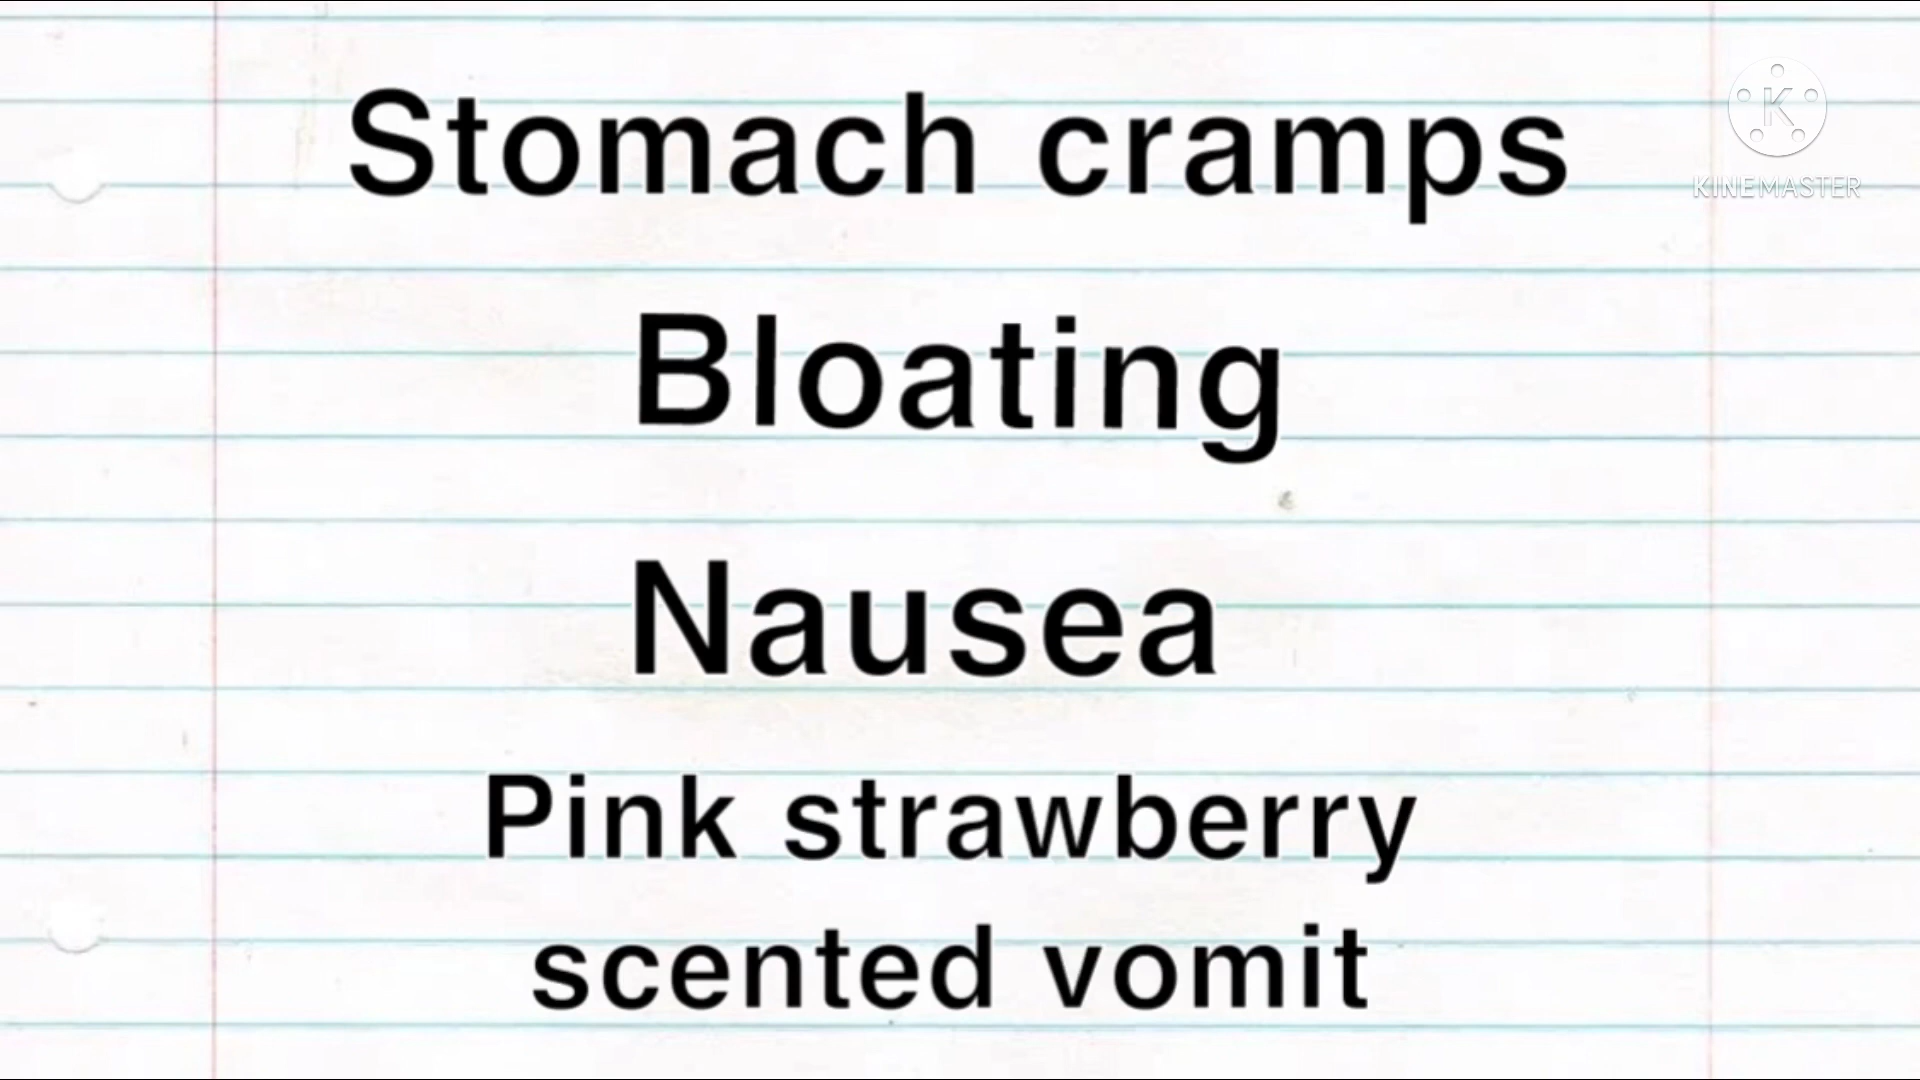 Stomach cramps
KINEMASTER
Bloating
Nausea
Pink strawberry
scented vomit